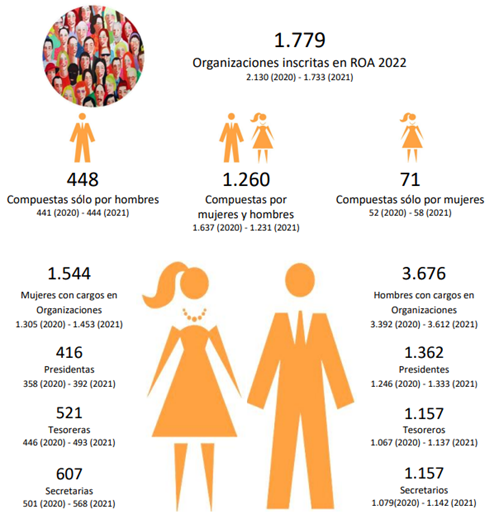 1.779
Organizaciones inscritas en ROA 2022
2.130 (2020) - 1.733 (2021)
448
Compuestas sólo por hombres
441 (2020) - 444 (2021)
1.260
Compuestas por
mujeres y hombres
1.637 (2020) - 1.231 (2021)
71
Compuestas sólo por mujeres
52 (2020) - 58 (2021)
1.544
Mujeres con cargos en
Organizaciones
1.305 (2020) - 1.453 (2021)
416
Presidentas
358 (2020) - 392 (2021)
521
Tesoreras
446 (2020) - 493 (2021)
607
Secretarias
501 (2020) - 568 (2021)
3.676
Hombres con cargos en
Organizaciones
3.392 (2020) - 3.612 (2021)
1.362
Presidentes
1.246 (2020) - 1.333 (2021)
1.157
Tesoreros
1.067 (2020) - 1.137 (2021)
1.157
Secretarios
1.079(2020) - 1.142 (2021)